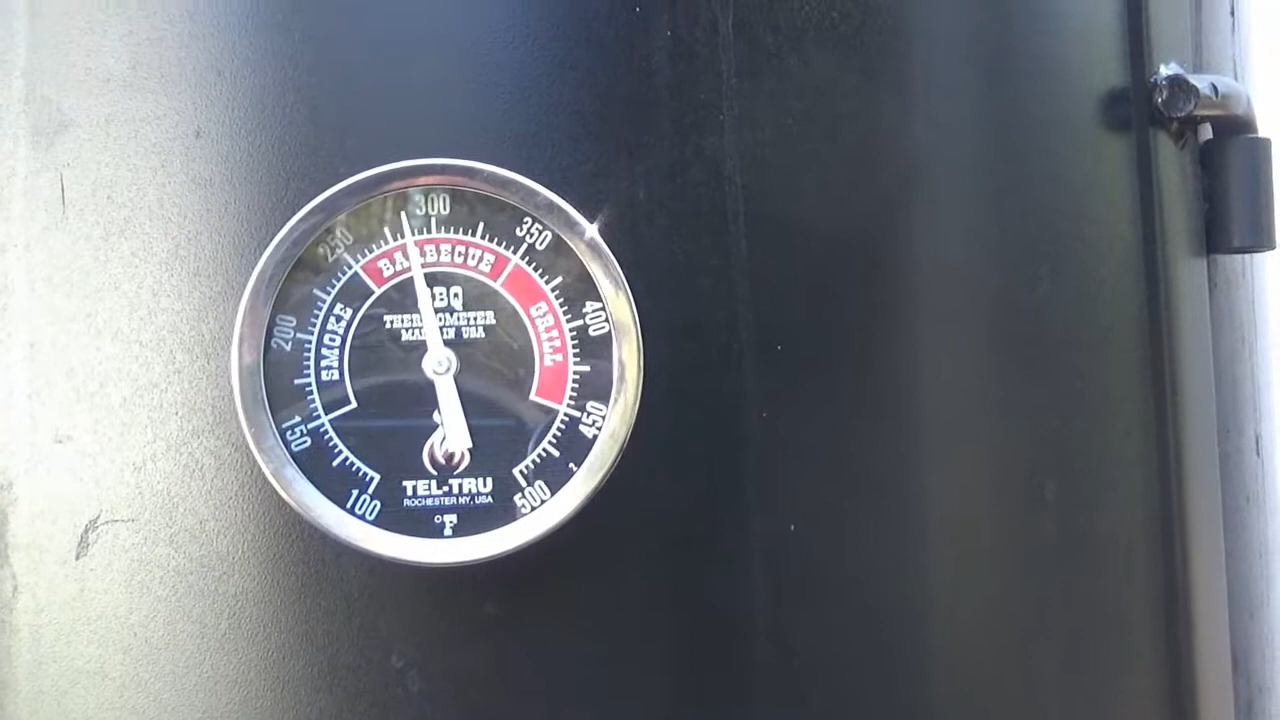 300
250
350
BARBECUE
200
400
SMOKE
GRILL
BBQ
THERMOMETER
MADE IN USA
150
450
100
500
TEL-TRU
ROCHESTER NY, USA
°F